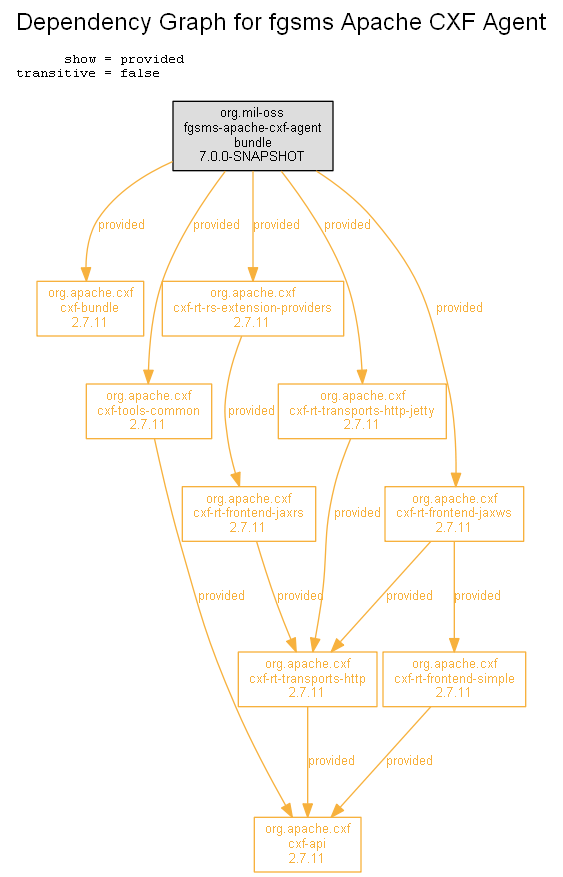 Dependency Graph for fgsms Apache CXF Agent
show = provided
transitive = false
org.mil-oss
fgsms-apache-cxf-agent
bundle
7.0.0-SNAPSHOT
provided
provided
provided
provided
provided
org.apache.cxf
cxf-bundle
2.7.11
org.apache.cxf
cxf-rt-rs-extension-providers
2.7.11
org.apache.cxf
cxf-tools-common
2.7.11
provided
org.apache.cxf
cxf-rt-transports-http-jetty
2.7.11
org.apache.cxf
cxf-rt-frontend-jaxrs
2.7.11
provided
org.apache.cxf
cxf-rt-frontend-jaxws
2.7.11
provided
provided
provided
provided
org.apache.cxf
cxf-rt-transports-http
2.7.11
org.apache.cxf
cxf-rt-frontend-simple
2.7.11
provided
provided
org.apache.cxf
cxf-api
2.7.11